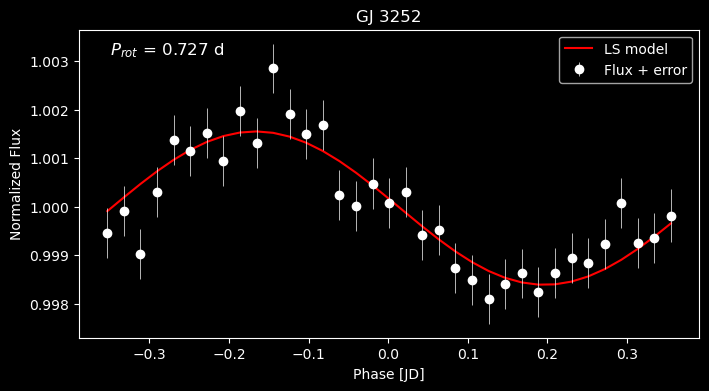 GJ 3252
P_rot = 0.727 d
LS model
Flux + error
1.003
1.002
1.001
1.000
0.999
0.998
Normalized Flux
−0.3 −0.2 −0.1 0.0 0.1 0.2 0.3
Phase [JD]